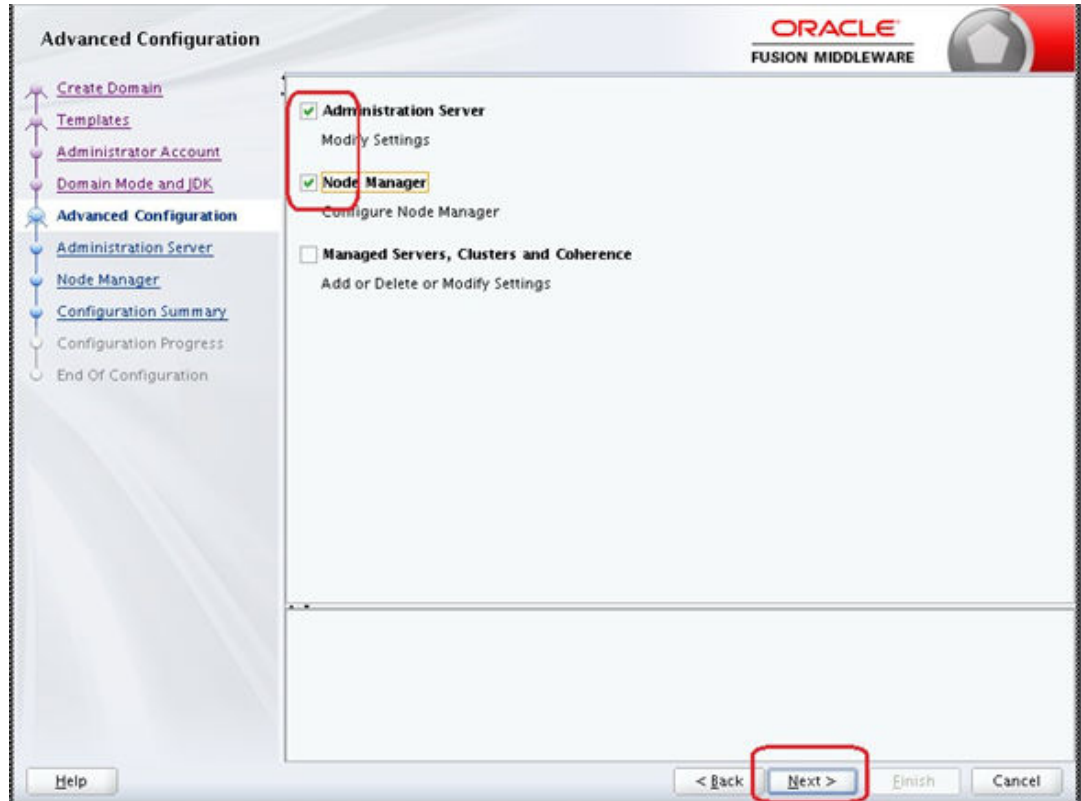 Advanced Configuration
ORACLE
FUSION MIDDLEWARE
Create Domain
Templates
Administrator Account
Domain Mode and JDK
Advanced Configuration
Administration Server
Node Manager
Configuration Summary
Configuration Progress
End Of Configuration
Administration Server
Modify Settings
Node Manager
Configure Node Manager
Managed Servers, Clusters and Coherence
Add or Delete or Modify Settings
Help
< Back
Next >
Finish
Cancel